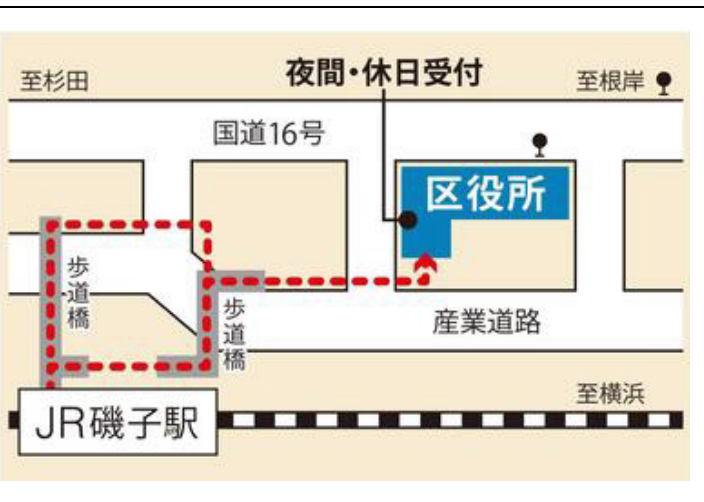 夜間・休日受付
至杉田
至根岸
国道16号
区役所
歩道橋
歩道橋
産業道路
至横浜
JR磯子駅